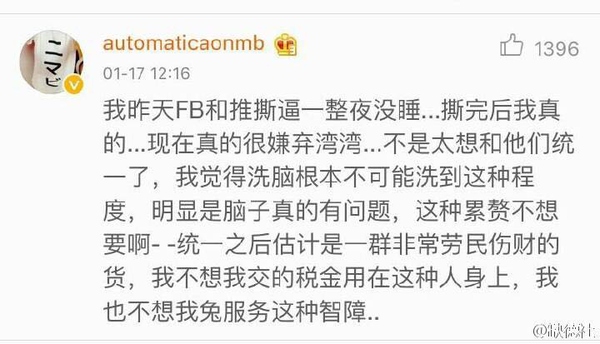 automaticaonmb
1396
01-17 12:16
我昨天FB和推撕逼一整夜没睡...撕完后我真
的...现在真的很嫌弃湾湾...不是太想和他们统
一了，我觉得洗脑根本不可能洗到这种程
度，明显是脑子真的有问题，这种累赘不想
要啊- -统一之后估计是一群非常劳民伤财的
货，我不想我交的税金用在这种人身上，我
也不想我兔服务这种智障..
@缺德社